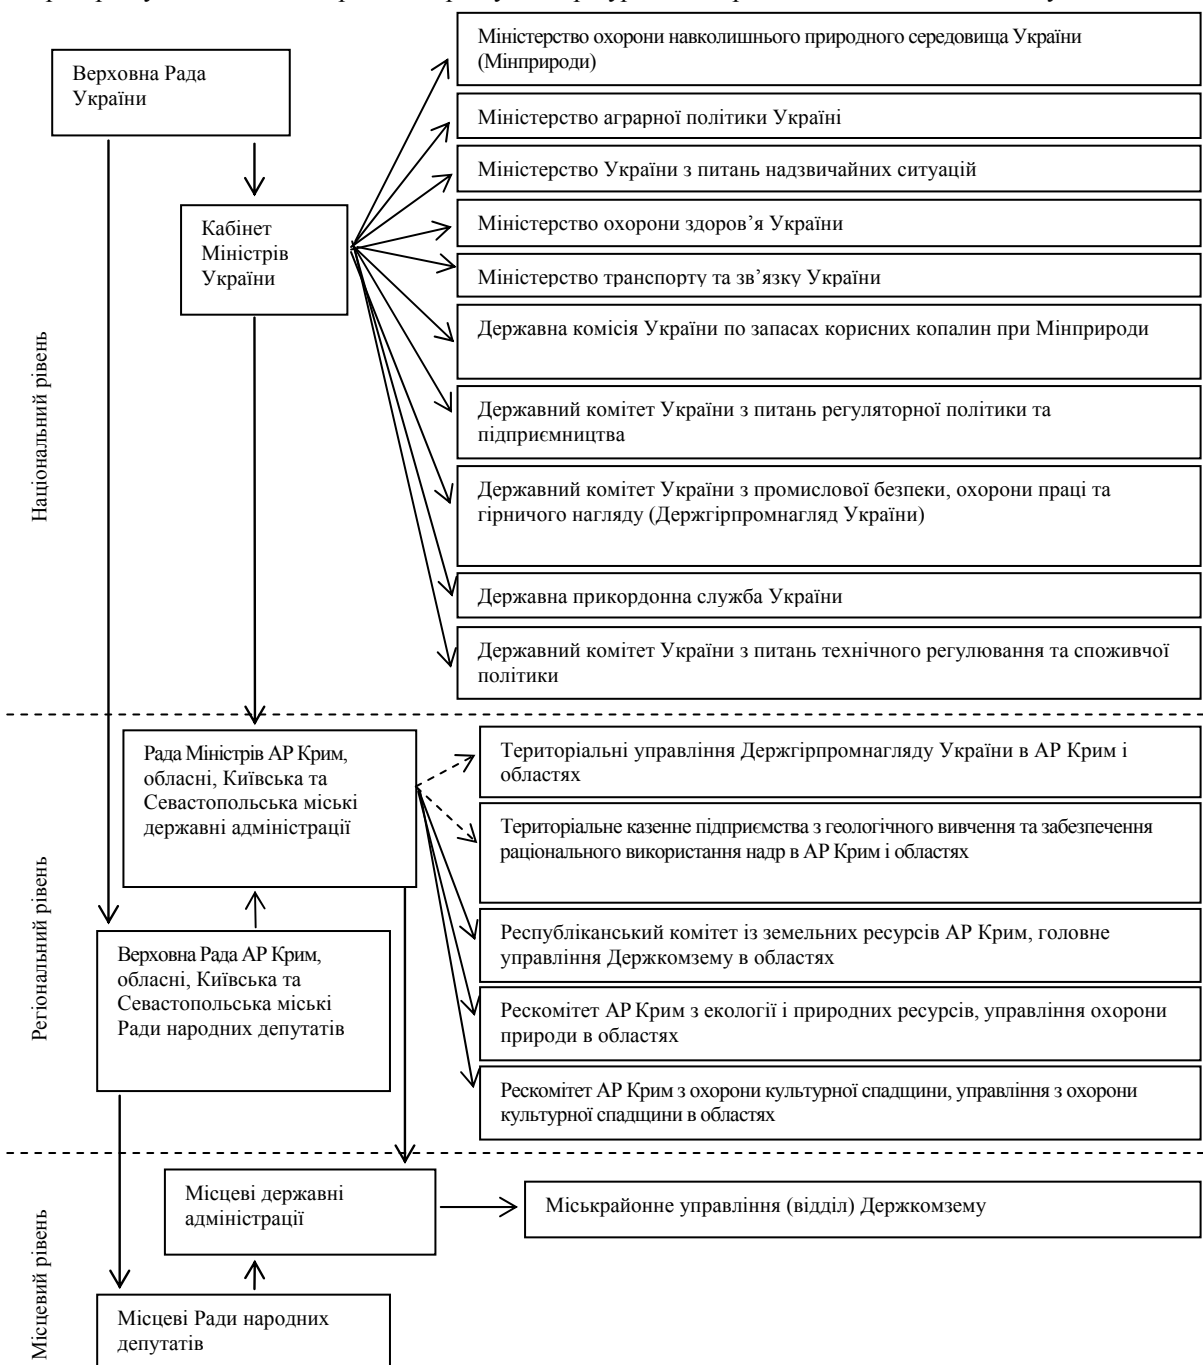 Верховна Рада
України
Міністерство охорони навколишнього природного середовища України
(Мінприроди)
Міністерство аграрної політики Україні
Міністерство України з питань надзвичайних ситуацій
Кабінет
Міністрів
України
Міністерство охорони здоров’я України
Міністерство транспорту та зв’язку України
Державна комісія України по запасах корисних копалин при Мінприроди
Державний комітет України з питань регуляторної політики та
підприємництва
Державний комітет України з промислової безпеки, охорони праці та
гірничого нагляду (Держгірпромнагляд України)
Державна прикордонна служба України
Державний комітет України з питань технічного регулювання та споживчої
політики
Національний рівень
Рада Міністрів АР Крим,
обласні, Київська та
Севастопольська міські
державні адміністрації
Територіальні управління Держгірпромнагляду України в АР Крим і
областях
Територіальне казенне підприємства з геологічного вивчення та забезпечення
раціонального використання надр в АР Крим і областях
Верховна Рада АР Крим,
обласні, Київська та
Севастопольська міські
Ради народних депутатів
Республіканський комітет із земельних ресурсів АР Крим, головне
управління Держкомзему в областях
Рескомітет АР Крим з екології і природних ресурсів, управління охорони
природи в областях
Рескомітет АР Крим з охорони культурної спадщини, управління з охорони
культурної спадщини в областях
Регіональний рівень
Місцеві державні
адміністрації
Міськрайонне управління (відділ) Держкомзему
Місцеві Ради народних
депутатів
Місцевий рівень